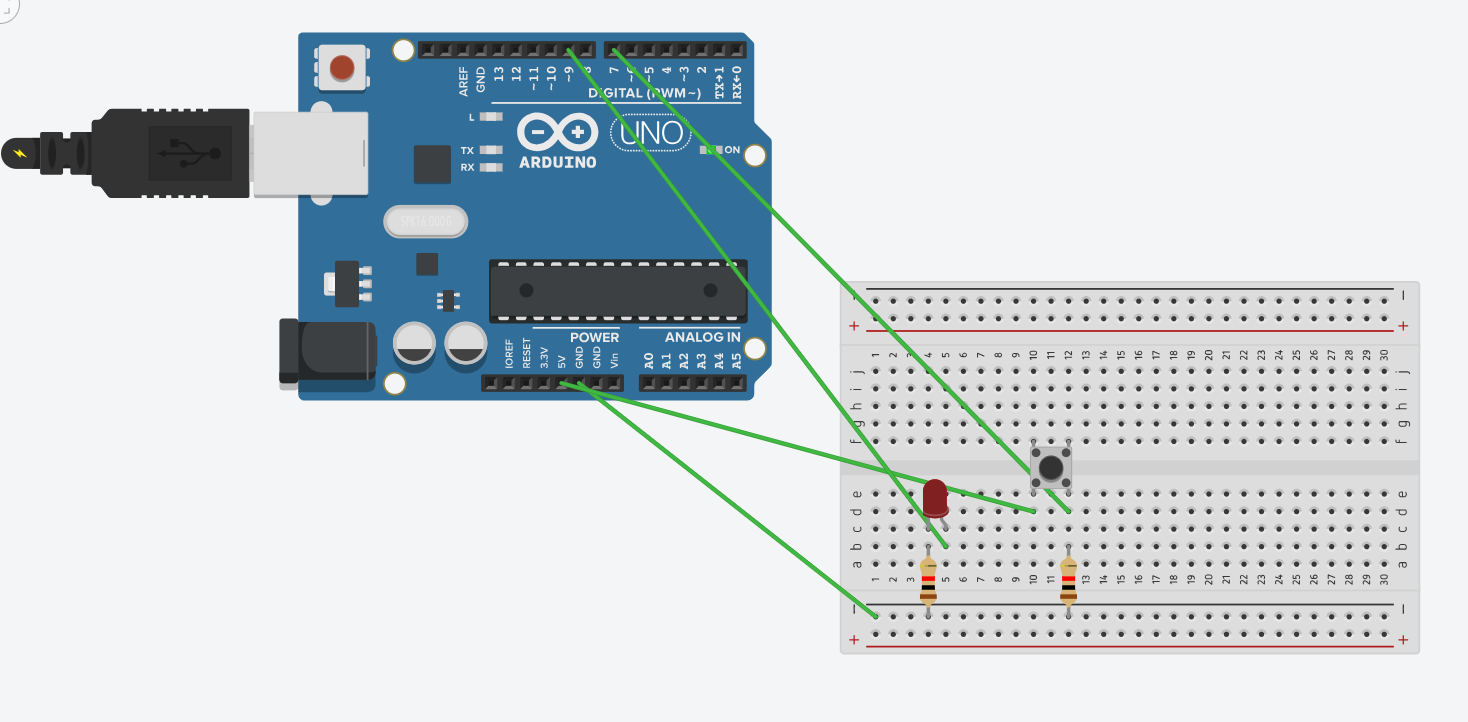 AREF GND 13 12 ~11 ~10 ~9 8 7 ~6 ~5 4 ~3 2 TX→1 RX←0
DIGITAL (PWM~)
L
UNO
TX
RX
ON
ARDUINO
SPK16.000G
POWER ANALOG IN
IOREF RESET 3.3V 5V GND GND Vin A0 A1 A2 A3 A4 A5
− −
+ +
1 2 3 4 5 6 7 8 9 10 11 12 13 14 15 16 17 18 19 20 21 22 23 24 25 26 27 28 29 30
j j
i i
h h
g g
f f
e e
d d
c c
b b
a a
1 2 3 4 5 6 7 8 9 10 11 12 13 14 15 16 17 18 19 20 21 22 23 24 25 26 27 28 29 30
− −
+ +